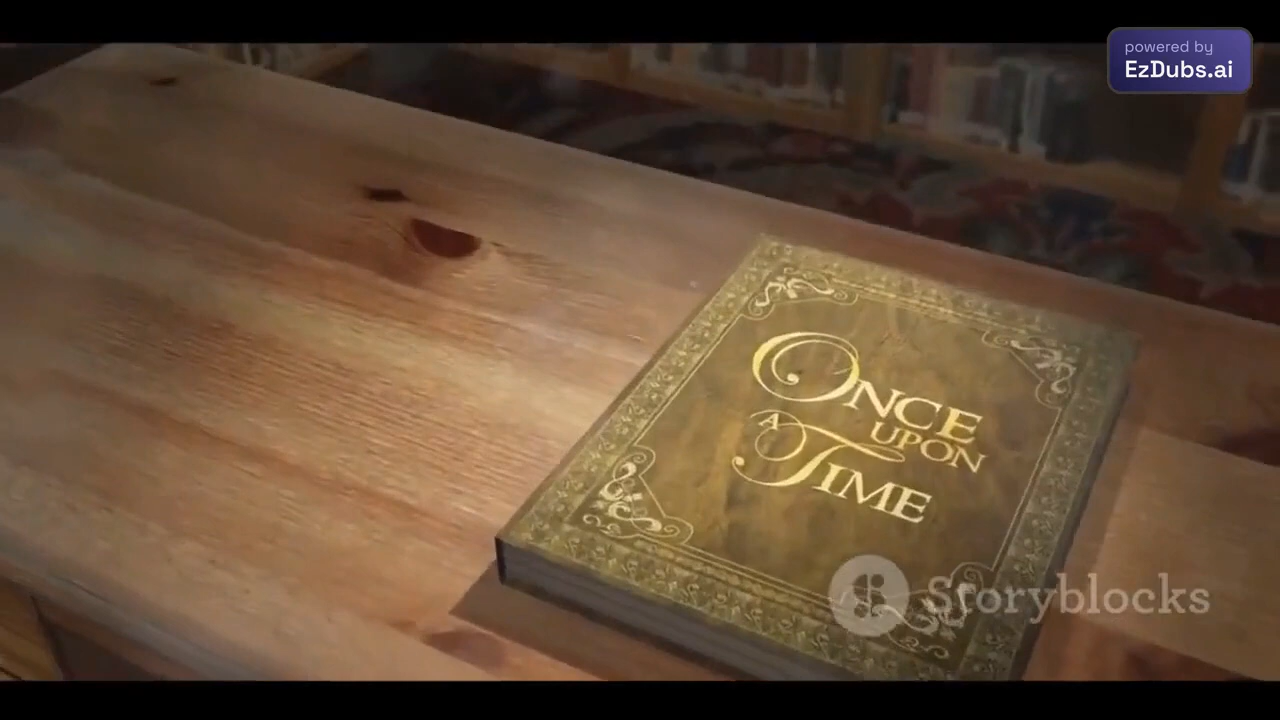 powered by
EzDubs.ai
ONCE
UPON
A TIME
Storyblocks